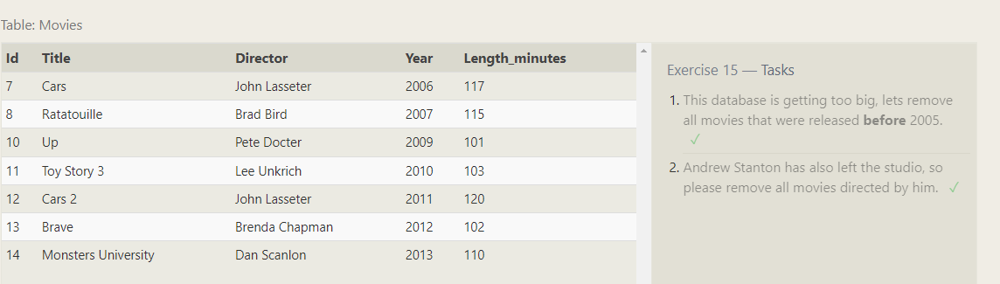 Table: Movies
Id Title Director Year Length_minutes
7 Cars John Lasseter 2006 117
8 Ratatouille Brad Bird 2007 115
10 Up Pete Docter 2009 101
11 Toy Story 3 Lee Unkrich 2010 103
12 Cars 2 John Lasseter 2011 120
13 Brave Brenda Chapman 2012 102
14 Monsters University Dan Scanlon 2013 110
Exercise 15 — Tasks
1. This database is getting too big, lets remove
all movies that were released before 2005.
✓
2. Andrew Stanton has also left the studio, so
please remove all movies directed by him. ✓